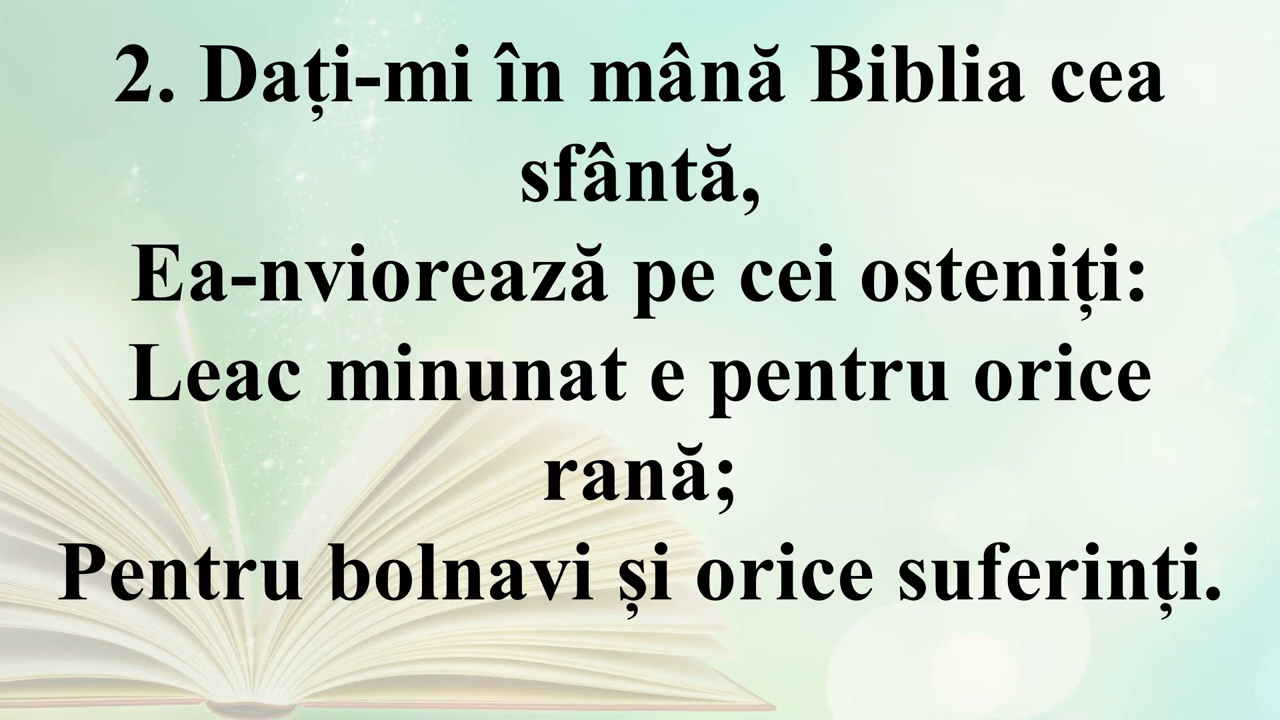 2. Dați-mi în mână Biblia cea
sfântă,
Ea-nviorează pe cei osteniți:
Leac minunat e pentru orice
rană;
Pentru bolnavi și orice suferinți.